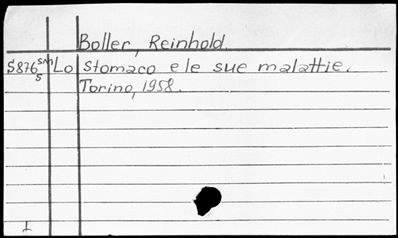 Boller, Reinhold.
S876 SM 5 Lo stomaco e le sue malattie.
Torino, 1958.
I